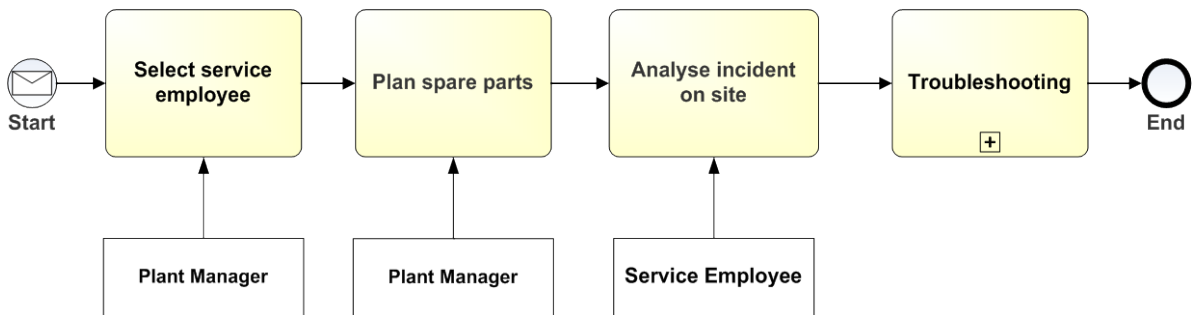 Start
Select service
employee
Plan spare parts
Analyse incident
on site
Troubleshooting
End
Plant Manager
Plant Manager
Service Employee